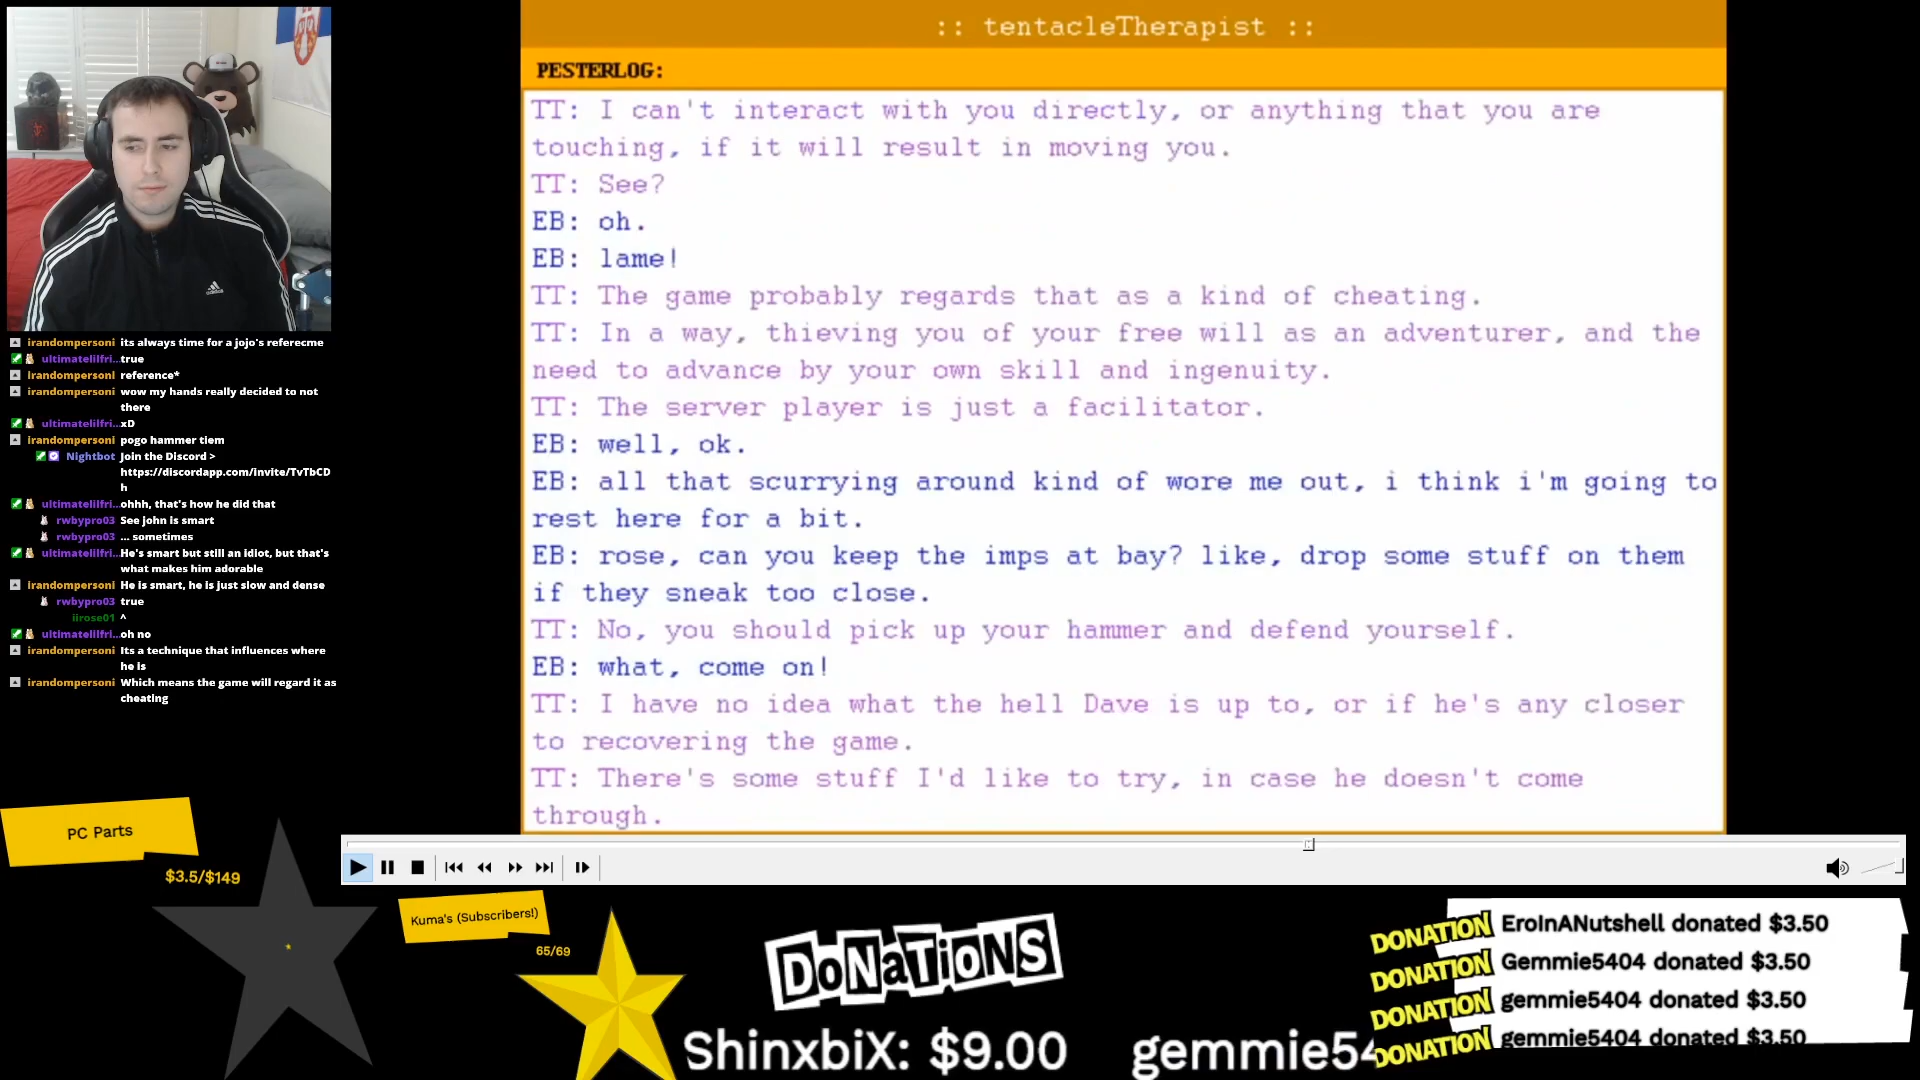 :: tentacleTherapist ::
PESTERLOG:
TT: I can't interact with you directly, or anything that you are
touching, if it will result in moving you.
TT: See?
EB: oh.
EB: lame!
TT: The game probably regards that as a kind of cheating.
TT: In a way, thieving you of your free will as an adventurer, and the
need to advance by your own skill and ingenuity.
TT: The server player is just a facilitator.
EB: well, ok.
EB: all that scurrying around kind of wore me out, i think i'm going to
rest here for a bit.
EB: rose, can you keep the imps at bay? like, drop some stuff on them
if they sneak too close.
TT: No, you should pick up your hammer and defend yourself.
EB: what, come on!
TT: I have no idea what the hell Dave is up to, or if he's any closer
to recovering the game.
TT: There's some stuff I'd like to try, in case he doesn't come
through.
irandompersoni its always time for a jojo's referecme
ultimatelilfri...true
irandompersoni reference*
irandompersoni wow my hands really decided to not
there
ultimatelilfri...xD
irandompersoni pogo hammer tiem
Nightbot Join the Discord >
https://discordapp.com/invite/TvTbCD
h
ultimatelilfri...ohhh, that's how he did that
rwbypro03 See john is smart
rwbypro03 ... sometimes
ultimatelilfri...He's smart but still an idiot, but that's
what makes him adorable
irandompersoni He is smart, he is just slow and dense
rwbypro03 true
iirose01 ^
ultimatelilfri...oh no
irandompersoni Its a technique that influences where
he is
irandompersoni Which means the game will regard it as
cheating
PC Parts
$3.5/$149
Kuma's (Subscribers!)
65/69
DONATIONS
ShinxbiX: $9.00 gemmie54
DONATION EroInANutshell donated $3.50
DONATION Gemmie5404 donated $3.50
DONATION gemmie5404 donated $3.50
DONATION gemmie5404 donated $3.50